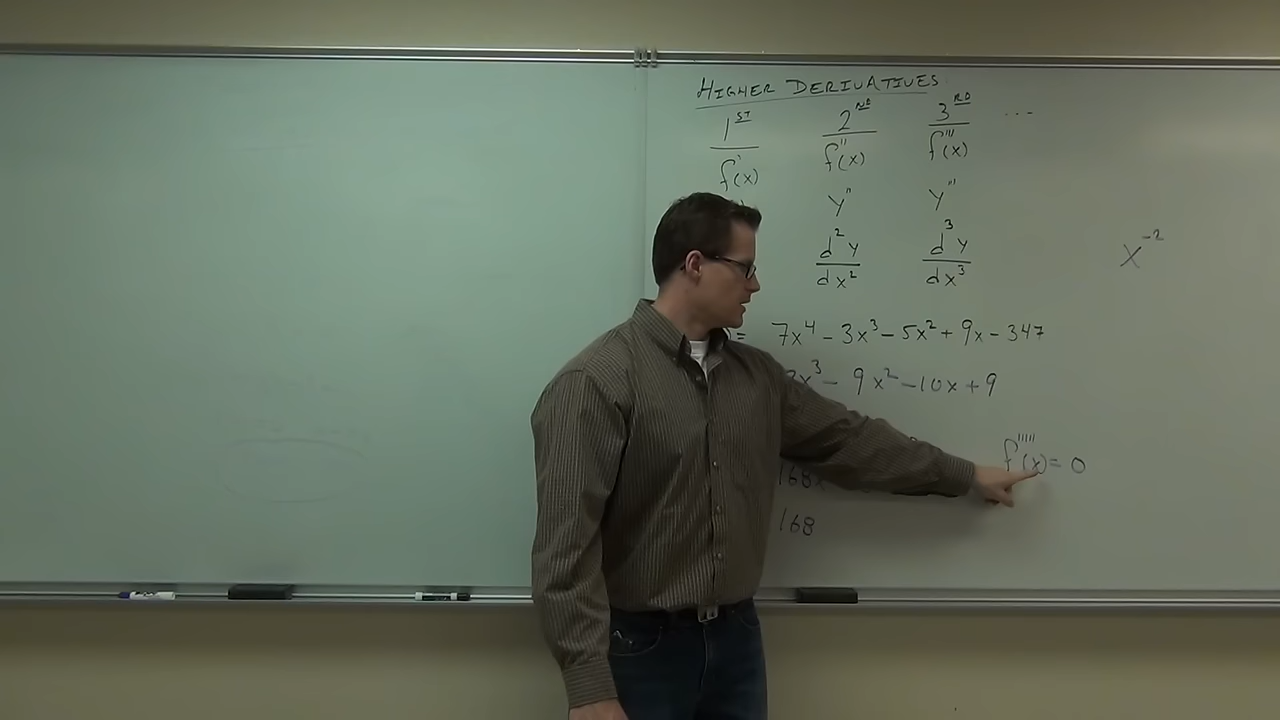 HIGHER DERIVATIVES
1ST 2ND 3RD ...
f'(x) f''(x) f'''(x)
y'' y'''
d²y/dx² d³y/dx³
x⁻²
= 7x⁴ - 3x³ - 5x² + 9x - 347
x³ - 9x² - 10x + 9
f'''''(x) = 0
168x
168